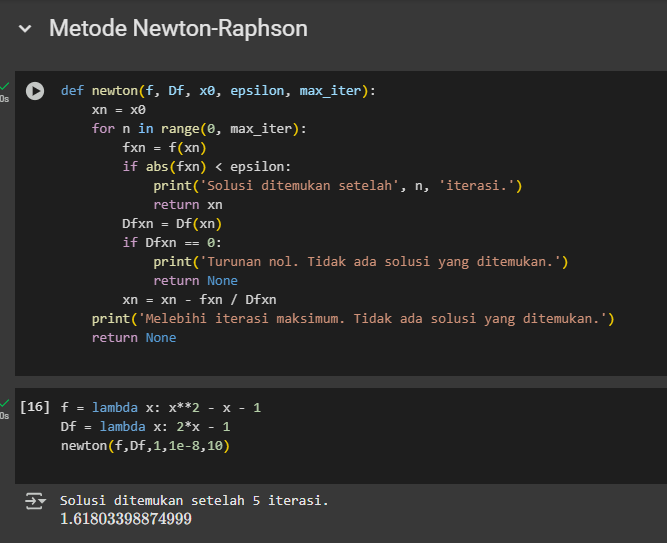 Metode Newton-Raphson
0s
def newton(f, Df, x0, epsilon, max_iter):
    xn = x0
    for n in range(0, max_iter):
        fxn = f(xn)
        if abs(fxn) < epsilon:
            print('Solusi ditemukan setelah', n, 'iterasi.')
            return xn
        Dfxn = Df(xn)
        if Dfxn == 0:
            print('Turunan nol. Tidak ada solusi yang ditemukan.')
            return None
        xn = xn - fxn / Dfxn
    print('Melebihi iterasi maksimum. Tidak ada solusi yang ditemukan.')
    return None
0s
[16] f = lambda x: x**2 - x - 1
Df = lambda x: 2*x - 1
newton(f,Df,1,1e-8,10)
Solusi ditemukan setelah 5 iterasi.
1.61803398874999